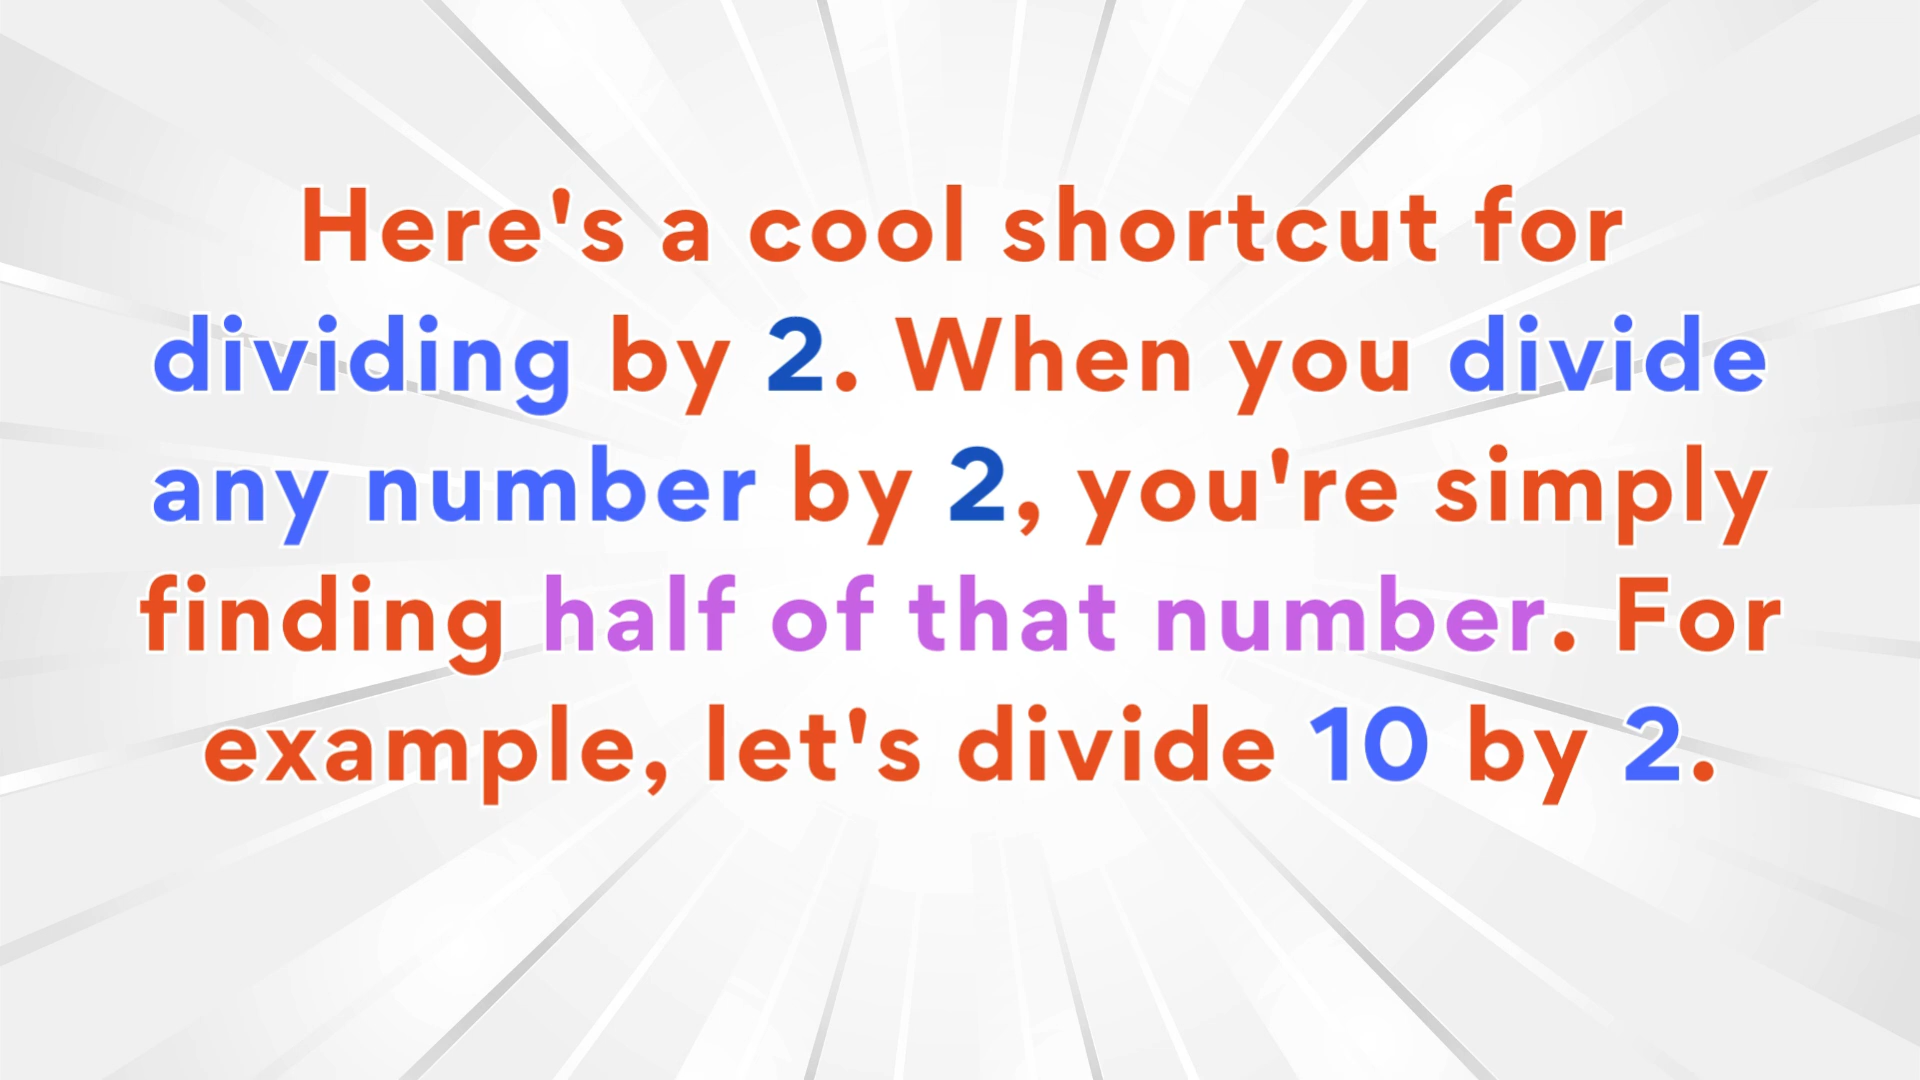 Here's a cool shortcut for
dividing by 2. When you divide
any number by 2, you're simply
finding half of that number. For
example, let's divide 10 by 2.